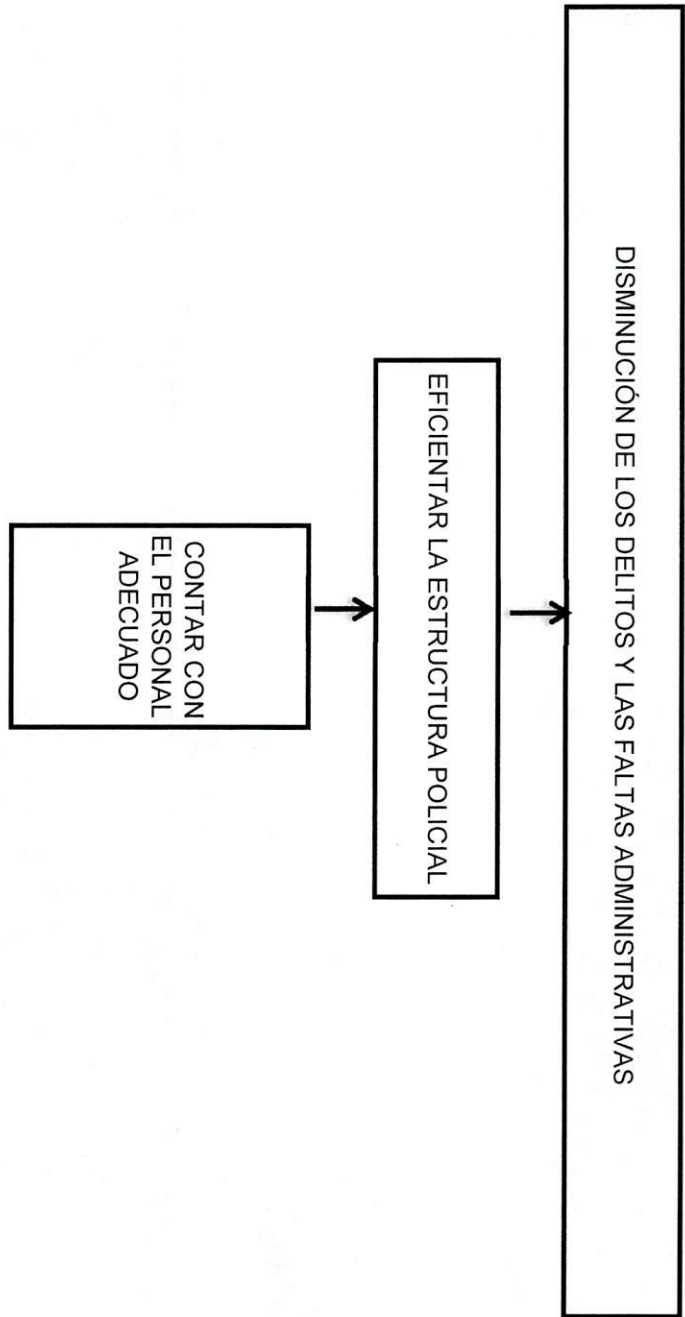 DISMINUCIÓN DE LOS DELITOS Y LAS FALTAS ADMINISTRATIVAS
EFICIENTAR LA ESTRUCTURA POLICIAL
CONTAR CON
EL PERSONAL
ADECUADO